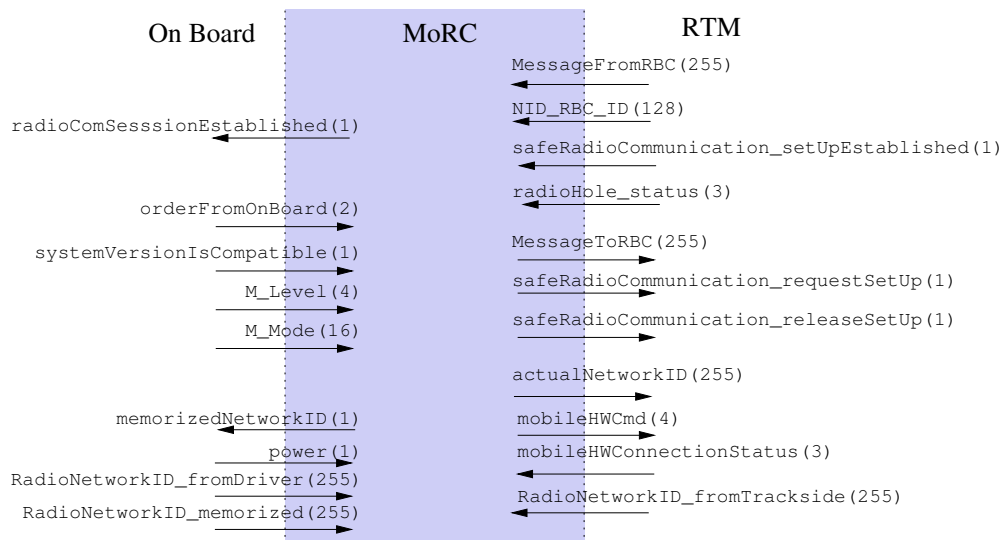 On Board
MoRC
RTM
MessageFromRBC(255)
NID_RBC_ID(128)
radioComSesssionEstablished(1)
safeRadioCommunication_setUpEstablished(1)
radioHble_status(3)
orderFromOnBoard(2)
MessageToRBC(255)
systemVersionIsCompatible(1)
safeRadioCommunication_requestSetUp(1)
M_Level(4)
safeRadioCommunication_releaseSetUp(1)
M_Mode(16)
actualNetworkID(255)
memorizedNetworkID(1)
mobileHWCmd(4)
power(1)
mobileHWConnectionStatus(3)
RadioNetworkID_fromDriver(255)
RadioNetworkID_fromTrackside(255)
RadioNetworkID_memorized(255)